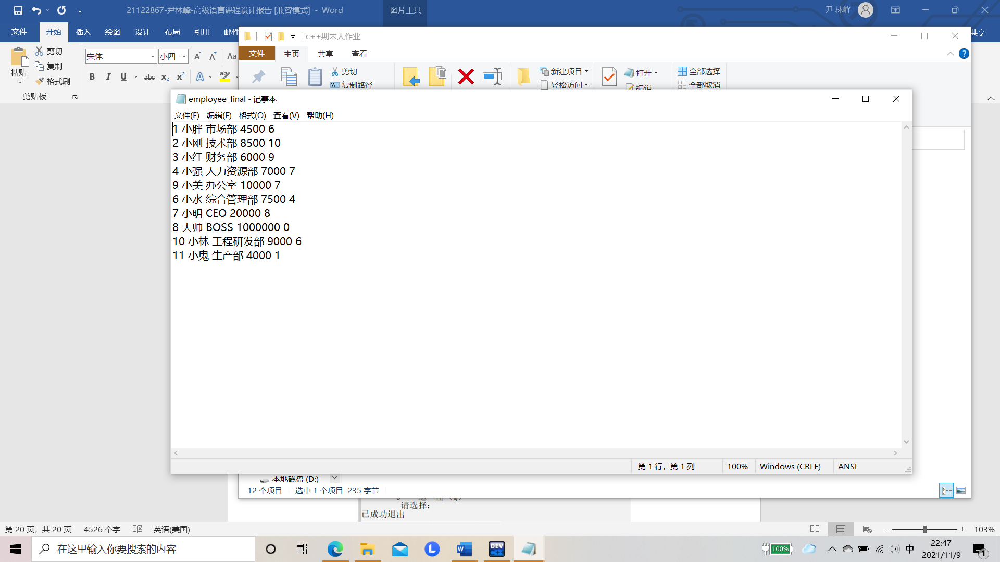 21122867-尹林峰-高级语言课程设计报告 [兼容模式] - Word
图片工具
尹 林峰
文件 开始 插入 绘图 设计 布局 引用 邮件
共享
c++期末大作业
文件 主页 共享 查看
宋体 小四
粘贴
剪切
复制
格式刷
剪贴板
剪切
复制路径
新建项目
轻松访问
打开
编辑
全部选择
全部取消
employee_final - 记事本
文件(F) 编辑(E) 格式(O) 查看(V) 帮助(H)
1 小胖 市场部 4500 6
2 小刚 技术部 8500 10
3 小红 财务部 6000 9
4 小强 人力资源部 7000 7
9 小美 办公室 10000 7
6 小水 综合管理部 7500 4
7 小明 CEO 20000 8
8 大帅 BOSS 1000000 0
10 小林 工程研发部 9000 6
11 小鬼 生产部 4000 1
第 1 行，第 1 列 100% Windows (CRLF) ANSI
本地磁盘 (D:)
12 个项目 选中 1 个项目 235 字节
请选择：
已成功退出
第 20 页，共 20 页 4526 个字 英语(美国) 103%
在这里输入你要搜索的内容
100%
中
22:47
2021/11/9
1